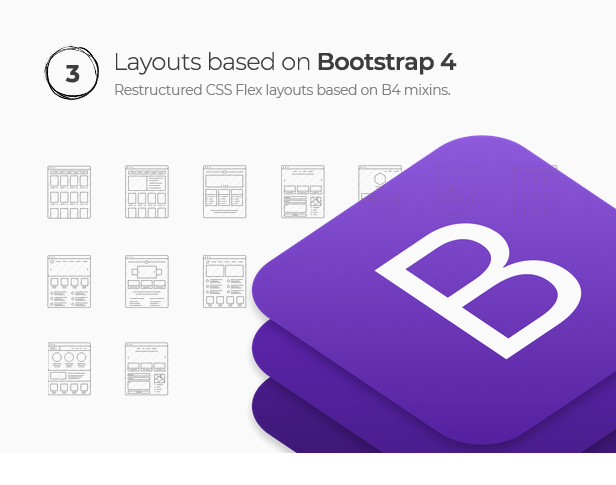 3
Layouts based on Bootstrap 4
Restructured CSS Flex layouts based on B4 mixins.
B